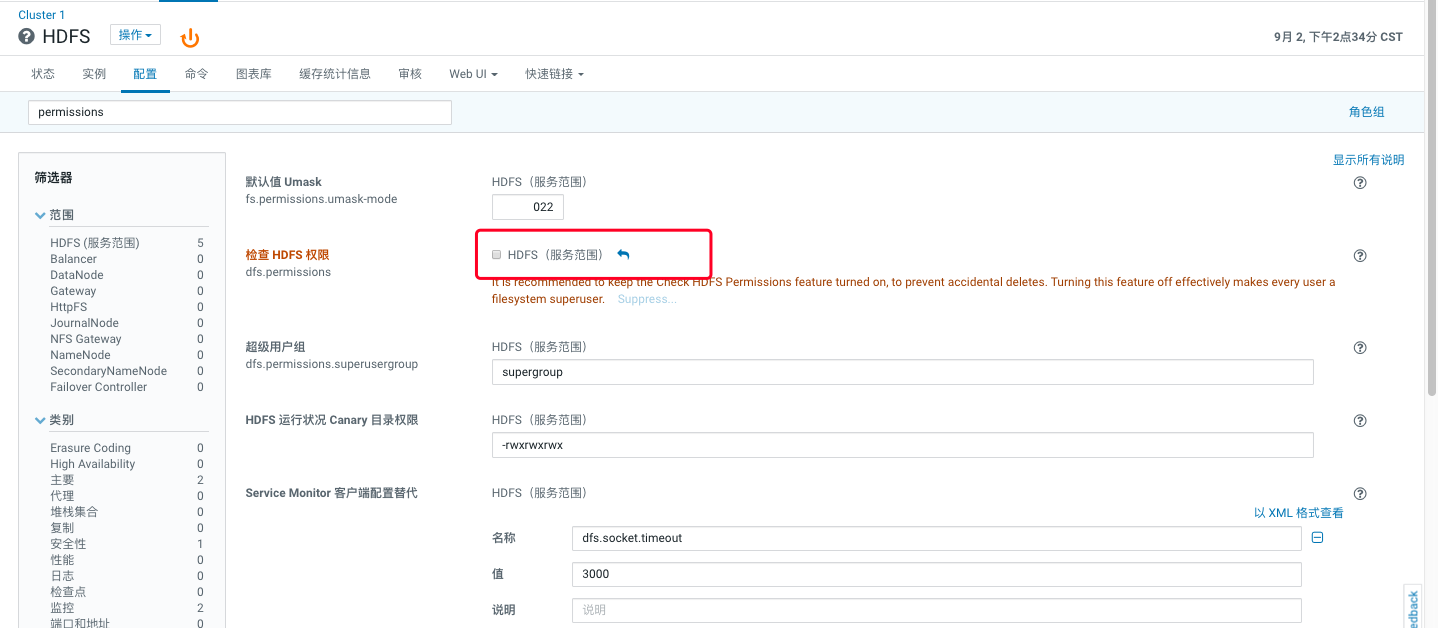 Cluster 1
HDFS
操作
9月 2, 下午2点34分 CST
状态 实例 配置 命令 图表库 缓存统计信息 审核 Web UI 快速链接
permissions
角色组
显示所有说明
筛选器
范围
HDFS (服务范围) 5
Balancer 0
DataNode 0
Gateway 0
HttpFS 0
JournalNode 0
NFS Gateway 0
NameNode 0
SecondaryNameNode 0
Failover Controller 0
类别
Erasure Coding 0
High Availability 0
主要 2
代理 0
堆栈集合 0
复制 0
安全性 1
性能 0
日志 0
检查点 0
监控 2
端口和地址 0
默认值 Umask
fs.permissions.umask-mode
HDFS（服务范围）
022
检查 HDFS 权限
dfs.permissions
HDFS（服务范围）
It is recommended to keep the Check HDFS Permissions feature turned on, to prevent accidental deletes. Turning this feature off effectively makes every user a
filesystem superuser. Suppress...
超级用户组
dfs.permissions.superusergroup
HDFS（服务范围）
supergroup
HDFS 运行状况 Canary 目录权限
HDFS（服务范围）
-rwxrwxrwx
Service Monitor 客户端配置替代
HDFS（服务范围）
以 XML 格式查看
名称
dfs.socket.timeout
值
3000
说明
说明
edback